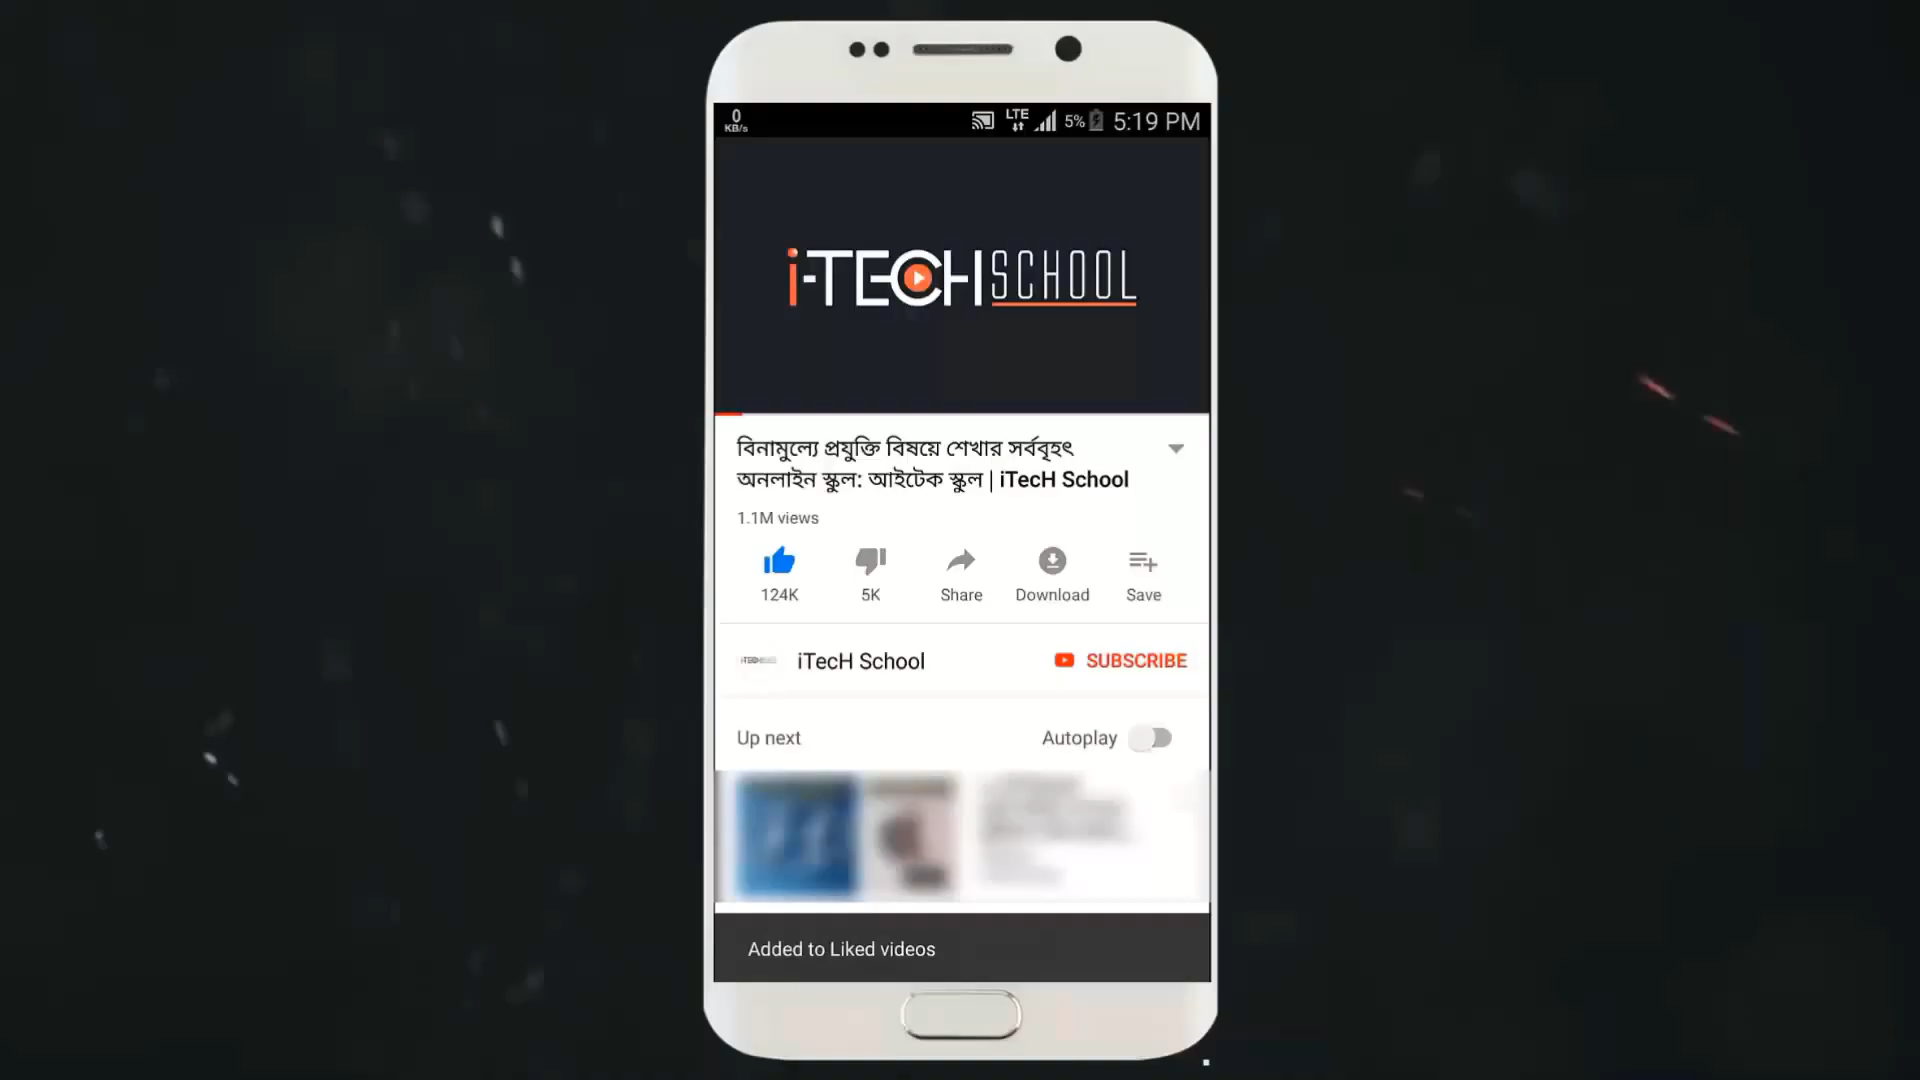 0
KB/s
LTE
5%
5:19 PM
i-TECH SCHOOL
বিনামুল্যে প্রযুক্তি বিষয়ে শেখার সর্ববৃহৎ
অনলাইন স্কুল: আইটেক স্কুল | iTecH School
1.1M views
124K
5K
Share
Download
Save
iTecH School
SUBSCRIBE
Up next
Autoplay
Added to Liked videos